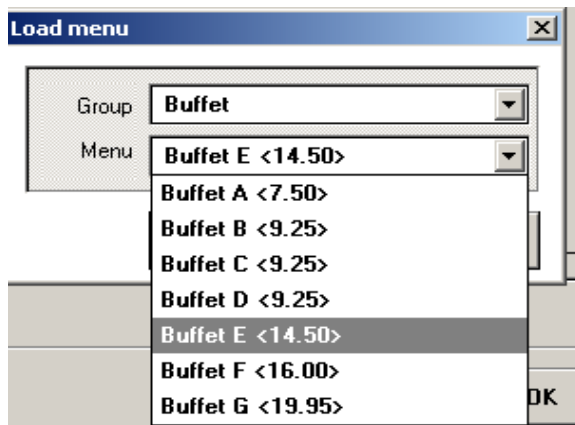 Load menu
Group Buffet
Menu Buffet E <14.50>
Buffet A <7.50>
Buffet B <9.25>
Buffet C <9.25>
Buffet D <9.25>
Buffet E <14.50>
Buffet F <16.00>
Buffet G <19.95>
OK